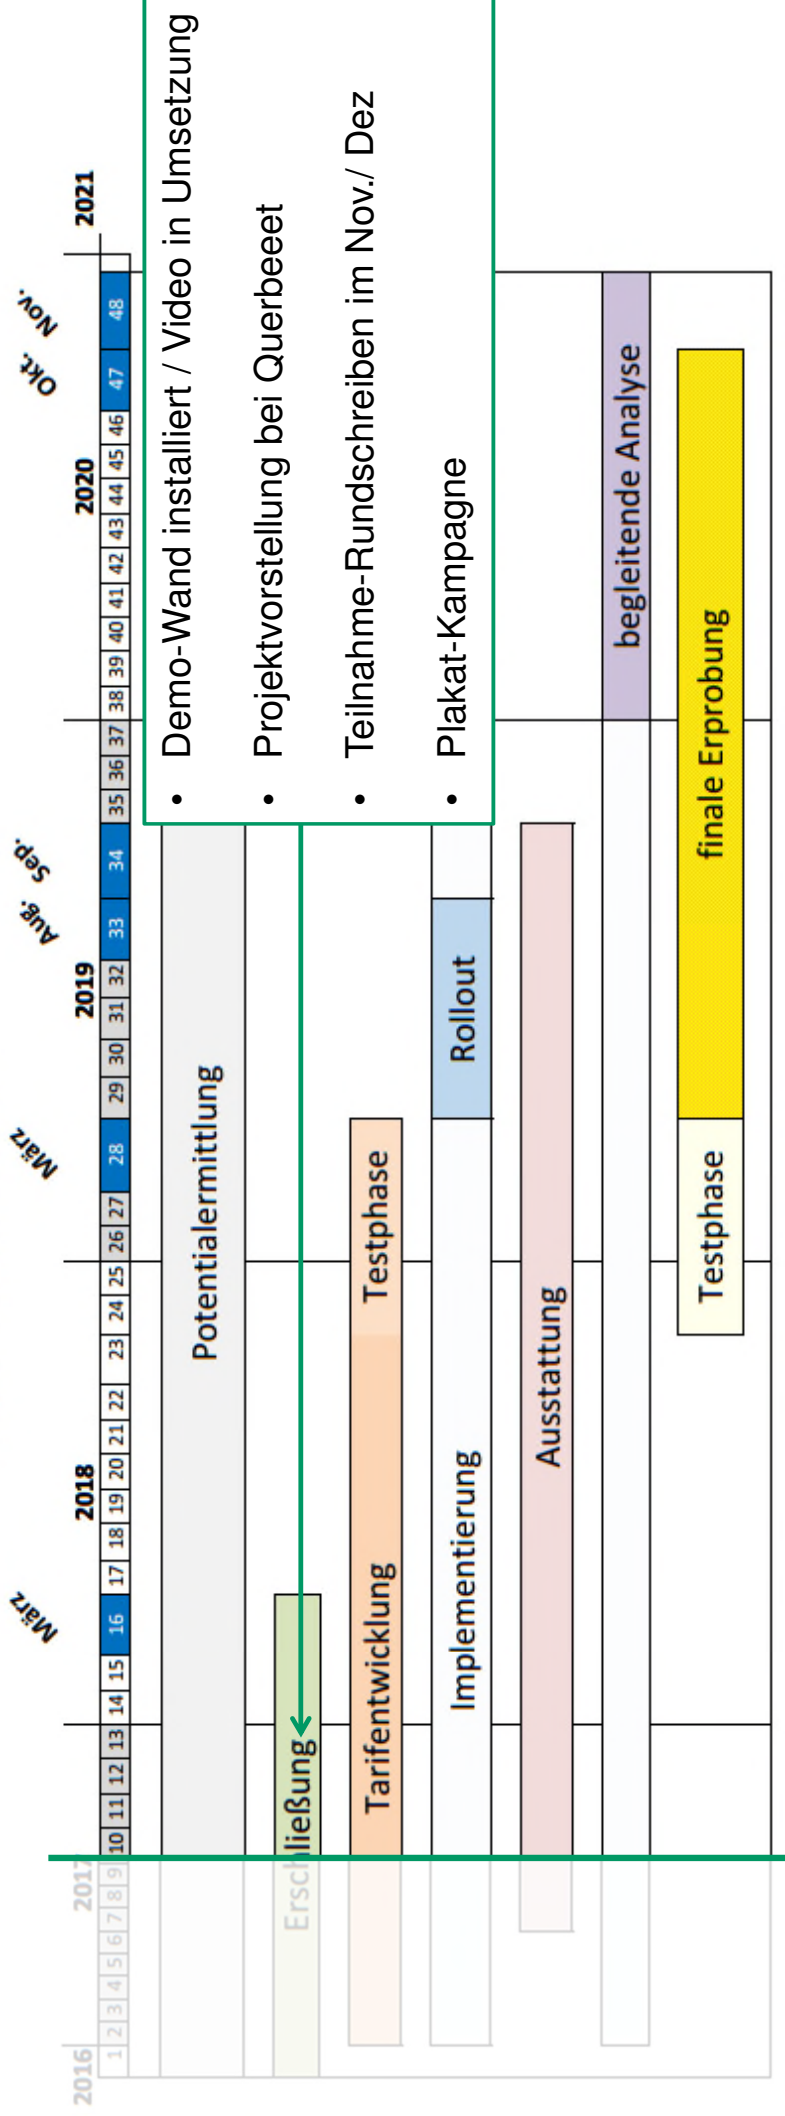 März März Aug. Sep. Okt. Nov.
2016 2017 2018 2019 2020 2021
1 2 3 4 5 6 7 8 9 10 11 12 13 14 15 16 17 18 19 20 21 22 23 24 25 26 27 28 29 30 31 32 33 34 35 36 37 38 39 40 41 42 43 44 45 46 47 48
Potentialermittlung
• Demo-Wand installiert / Video in Umsetzung
• Projektvorstellung bei Querbeeet
• Teilnahme-Rundschreiben im Nov./ Dez
• Plakat-Kampagne
Erschließung
Tarifentwicklung Testphase
Implementierung Rollout
Ausstattung
begleitende Analyse
Testphase finale Erprobung